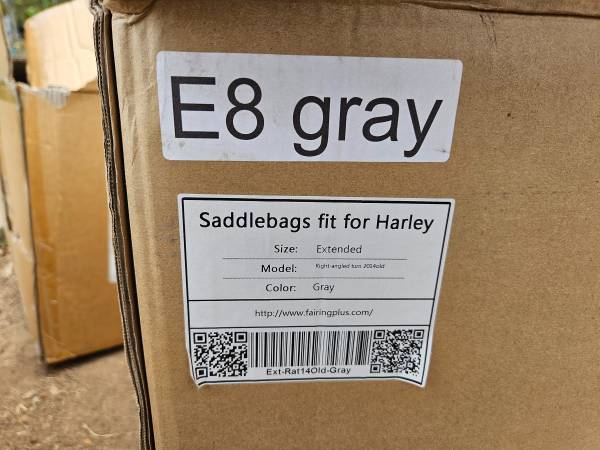 E8 gray
Saddlebags fit for Harley
Size: Extended
Model: Right-angled turn 2014old
Color: Gray
http://www.fairingplus.com/
Ext-Rat14Old-Gray